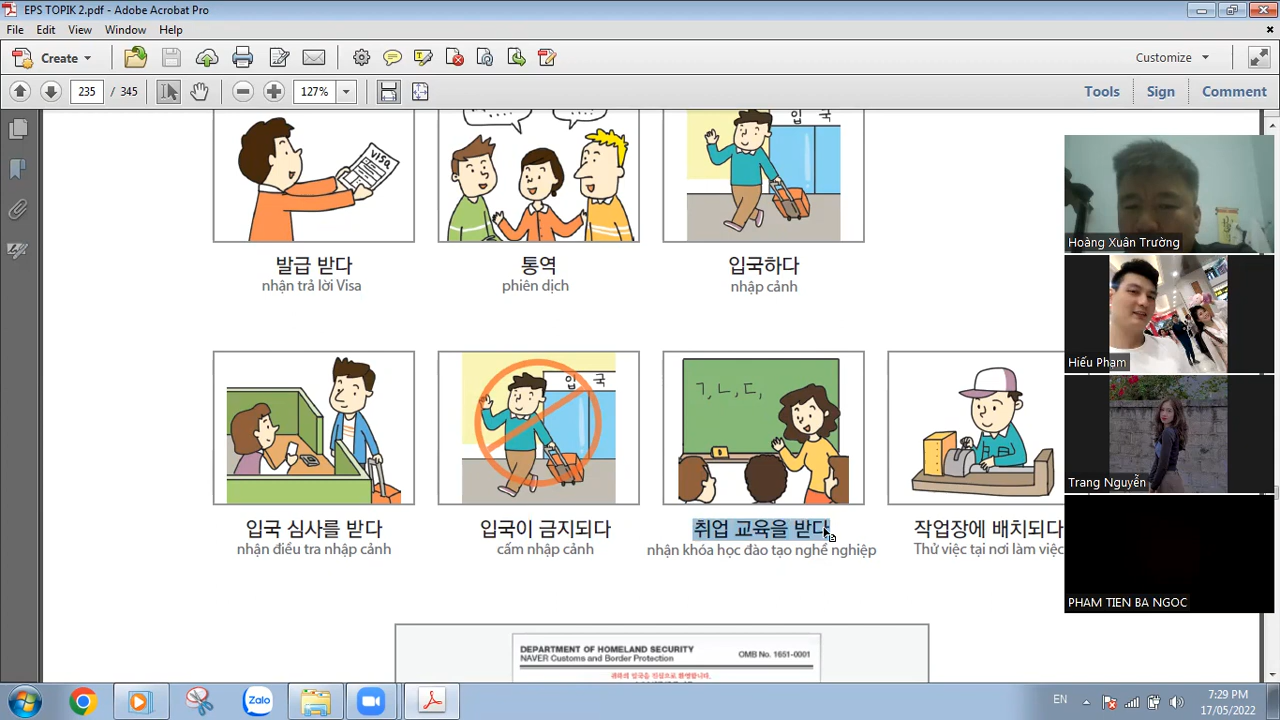 EPS TOPIK 2.pdf - Adobe Acrobat Pro
File Edit View Window Help
Create
Customize
235 / 345
127%
Tools Sign Comment
VISA
입 국
발급 받다
nhận trả lời Visa
통역
phiên dịch
입국하다
nhập cảnh
입 국
ㄱ, ㄴ, ㄷ,
입국 심사를 받다
nhận điều tra nhập cảnh
입국이 금지되다
cấm nhập cảnh
취업 교육을 받다
nhận khóa học đào tạo nghề nghiệp
작업장에 배치되다
Thử việc tại nơi làm việc
DEPARTMENT OF HOMELAND SECURITY
NAVER Customs and Border Protection
OMB No. 1651-0001
Hoàng Xuân Trường
Hiếu Phạm
Trang Nguyễn
PHAM TIEN BA NGOC
Zalo
EN
7:29 PM
17/05/2022